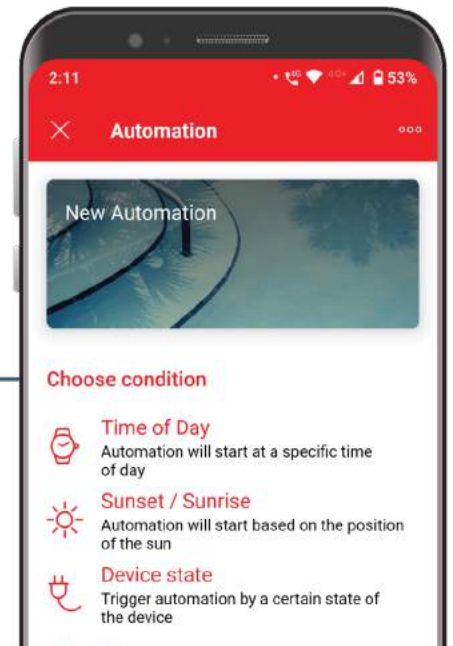 2:11
4G 4G+ 53%
Automation
New Automation
Choose condition
Time of Day
Automation will start at a specific time
of day
Sunset / Sunrise
Automation will start based on the position
of the sun
Device state
Trigger automation by a certain state of
the device